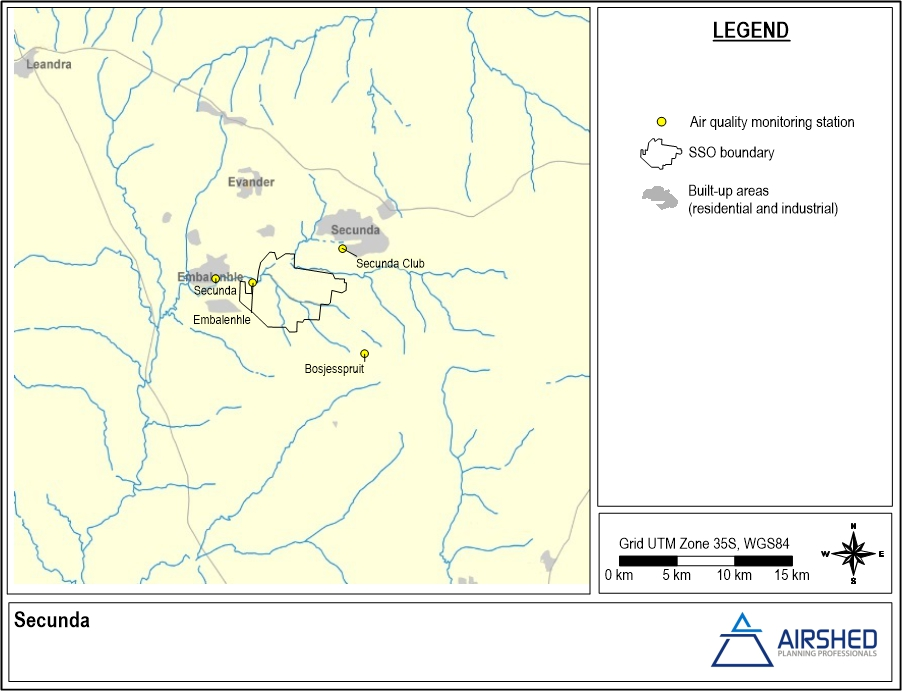 Leandra
Evander
Secunda
Secunda Club
Embalenhle
Secunda
Embalenhle
Bosjesspruit
LEGEND
Air quality monitoring station
SSO boundary
Built-up areas
(residential and industrial)
Grid UTM Zone 35S, WGS84
0 km 5 km 10 km 15 km
N
W E
S
Secunda
AIRSHED
PLANNING PROFESSIONALS